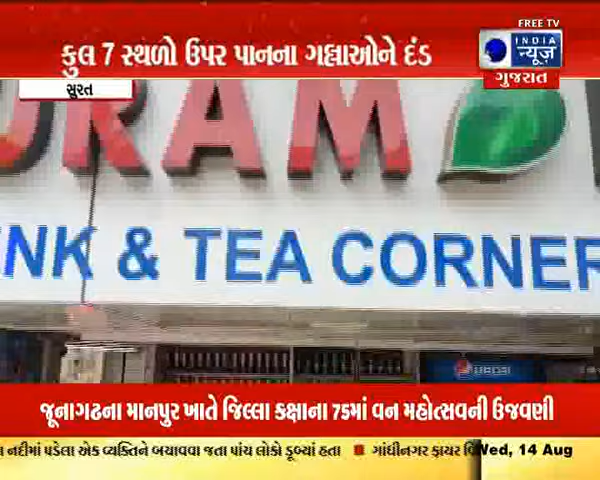 FREE TV
કુલ 7 સ્થળો ઉપર પાનના ગલ્લાઓને દંડ
INDIA
न्यूज़
ગુજરાત
સુરત
RAM
& TEA CORNER
જૂનાગઢના માનપુર ખાતે જિલ્લા કક્ષાના 75માં વન મહોત્સવની ઉજવણી
નદીમાં પડેલા એક વ્યક્તિને બચાવવા જતા પાંચ લોકો ડૂબ્યાં હતા ■ ગાંધીનગર ફાયર
Wed, 14 Aug